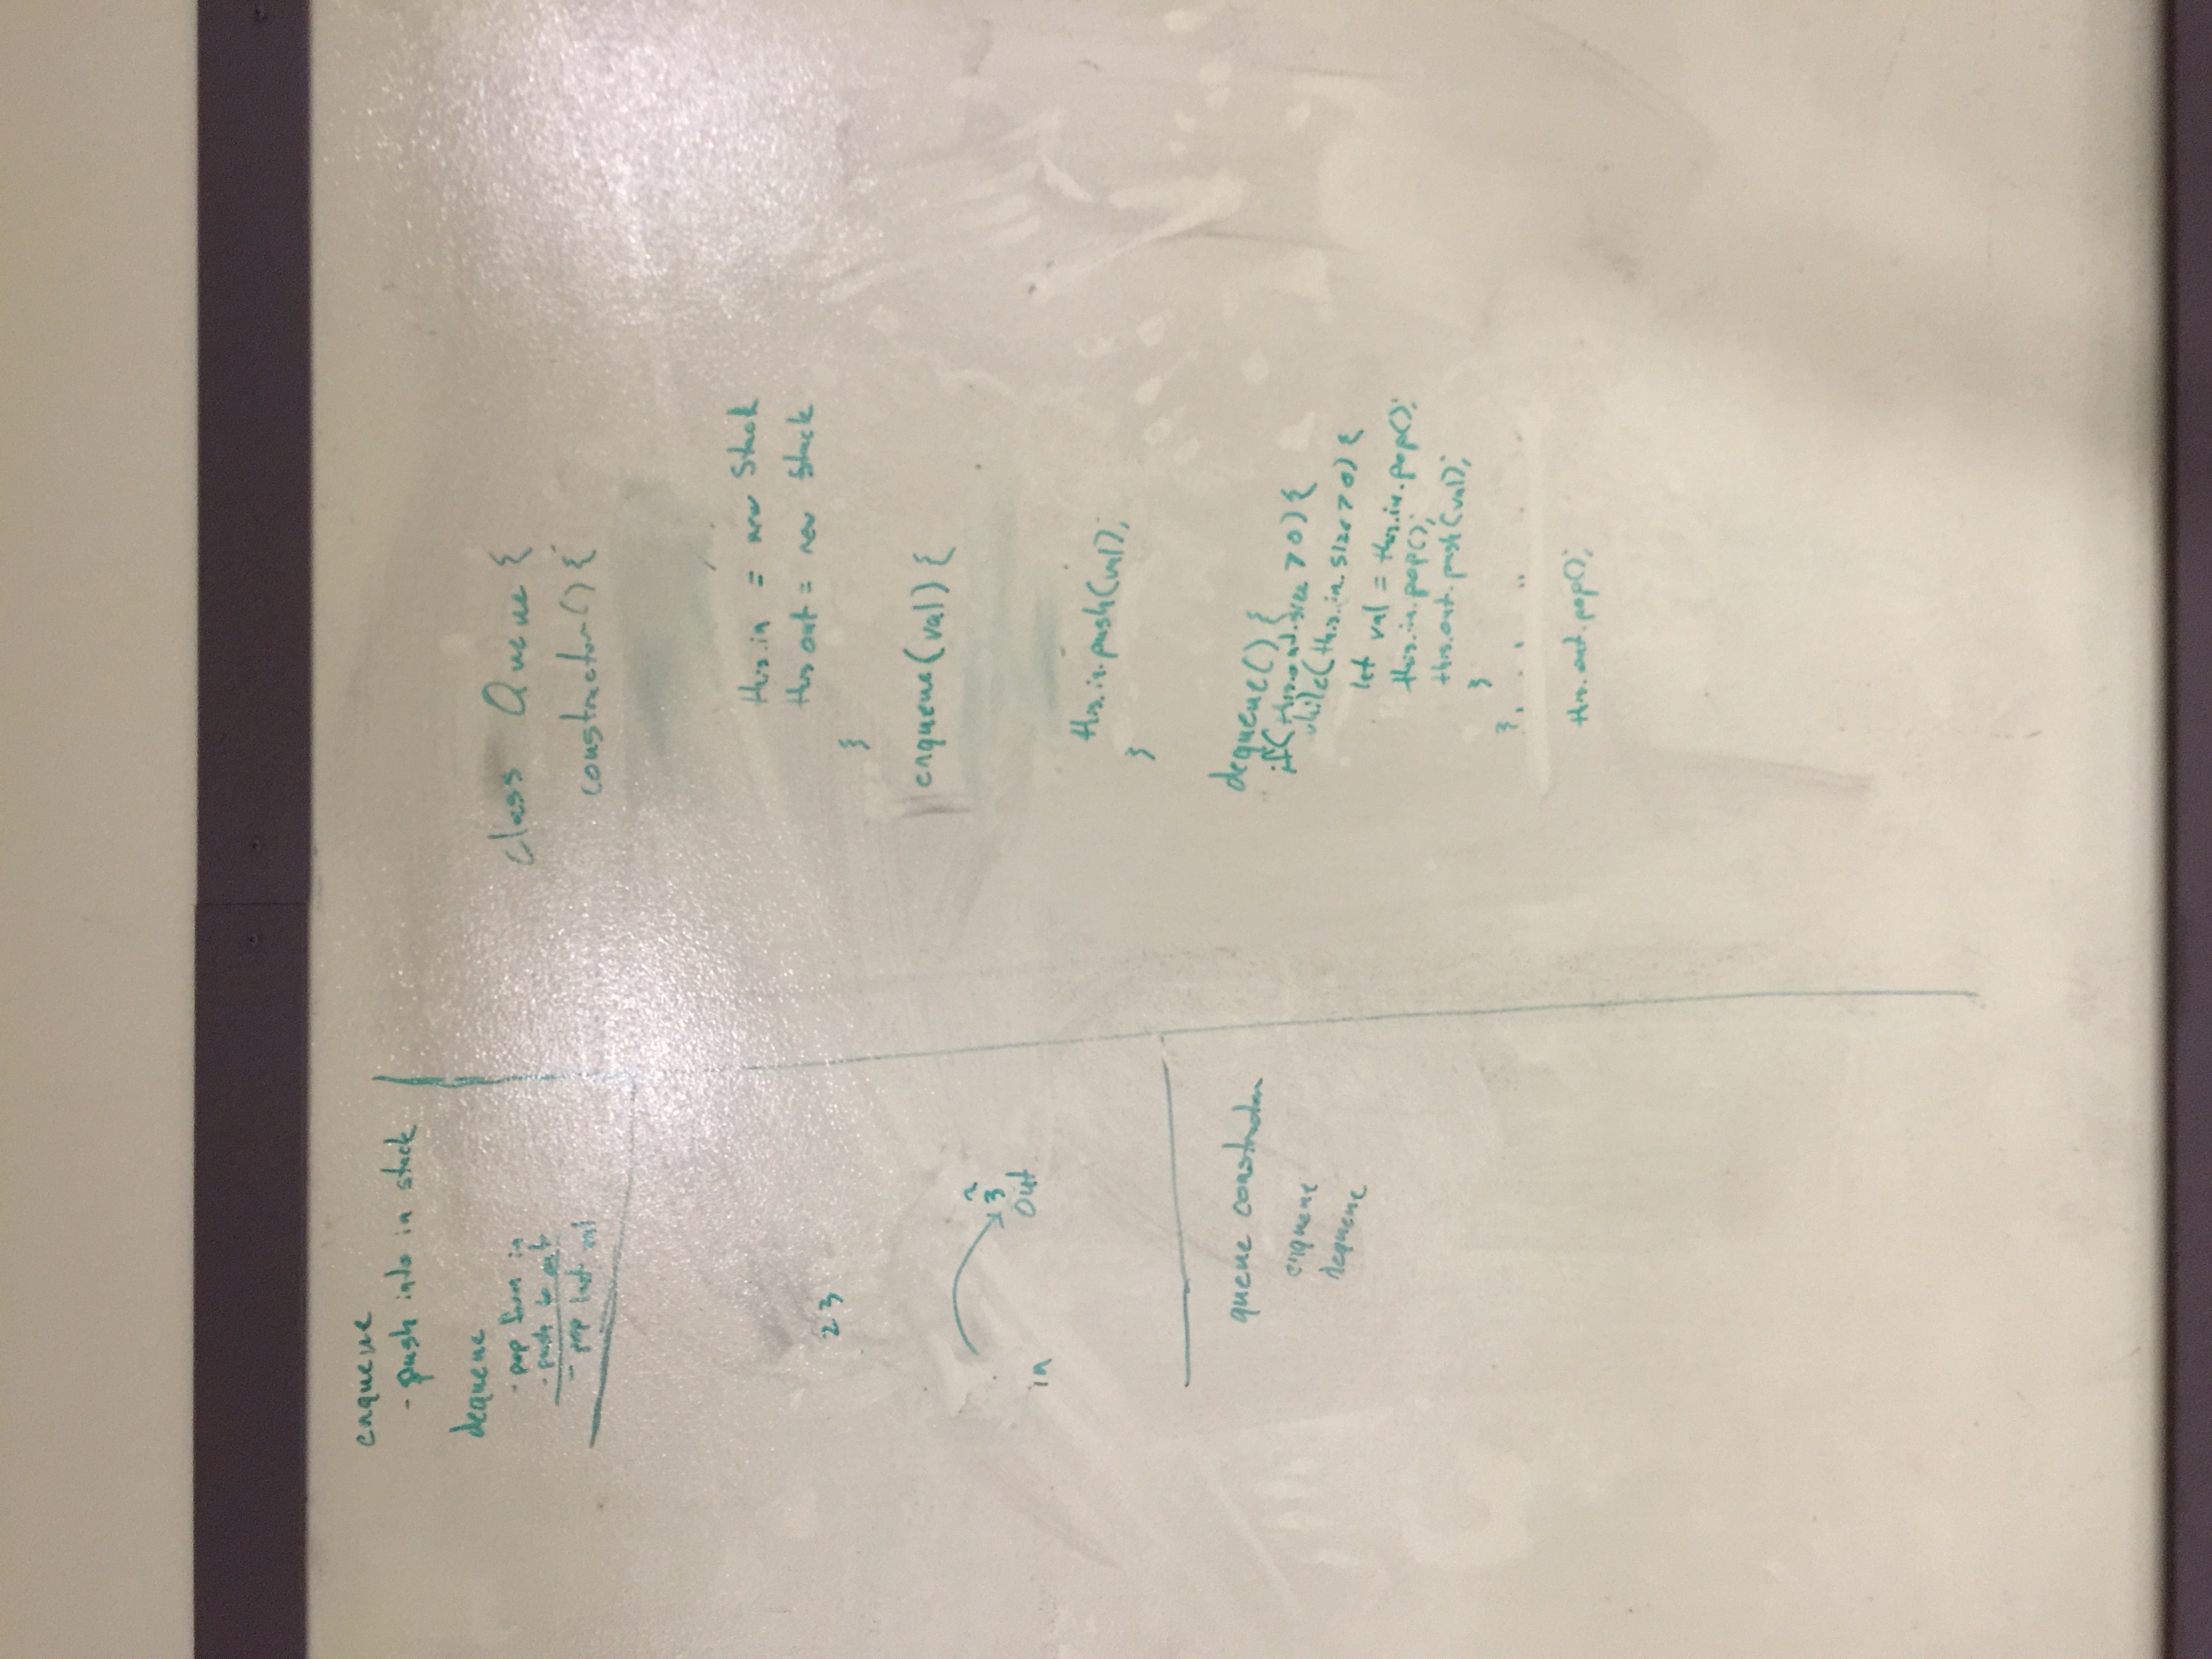 enqueue
- push into in stack
dequeue
- pop from in
- push to out
- pop last val
2 3
2
3
in
out
queue constructor
enqueue
dequeue
class Queue {
constructor() {
this.in = new Stack
this.out = new Stack
}
enqueue(val) {
this.in.push(val);
}
dequeue() {
if(this.out.size > 0) {
while(this.in.size > 0) {
let val = this.in.pop();
this.in.pop();
this.out.push(val);
}
}
this.out.pop();